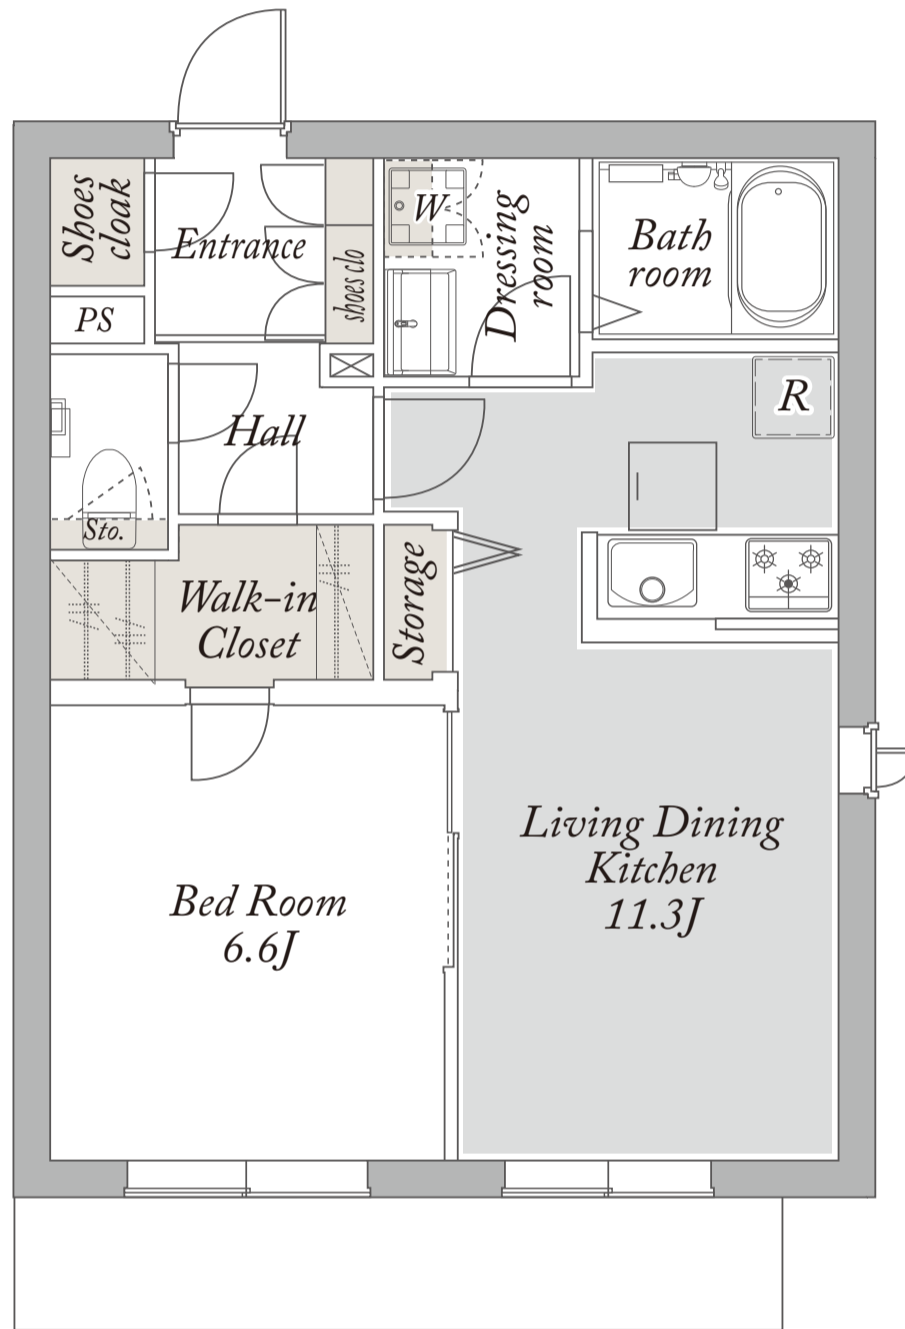 Shoes
cloak
Entrance
shoes clo
W
Dressing
room
Bath
room
PS
R
Hall
Sto.
Walk-in
Closet
Storage
Living Dining
Kitchen
11.3J
Bed Room
6.6J